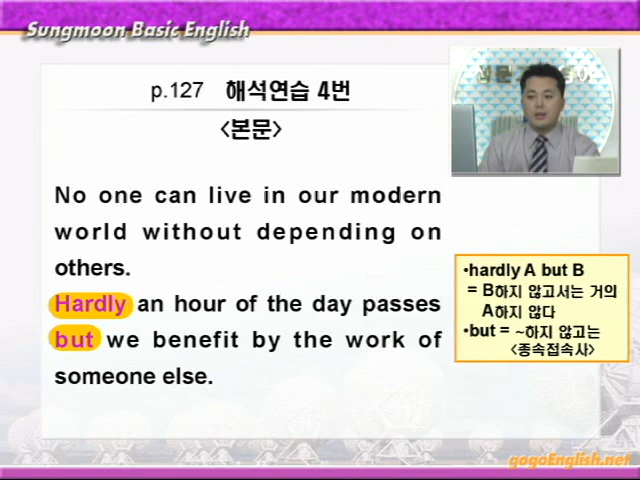 Sungmoon Basic English
p.127 해석연습 4번
<본문>
No one can live in our modern
world without depending on
others.
Hardly an hour of the day passes
but we benefit by the work of
someone else.
•hardly A but B
= B하지 않고서는 거의
A하지 않다
•but = ~하지 않고는
<종속접속사>
gogoEnglish.net